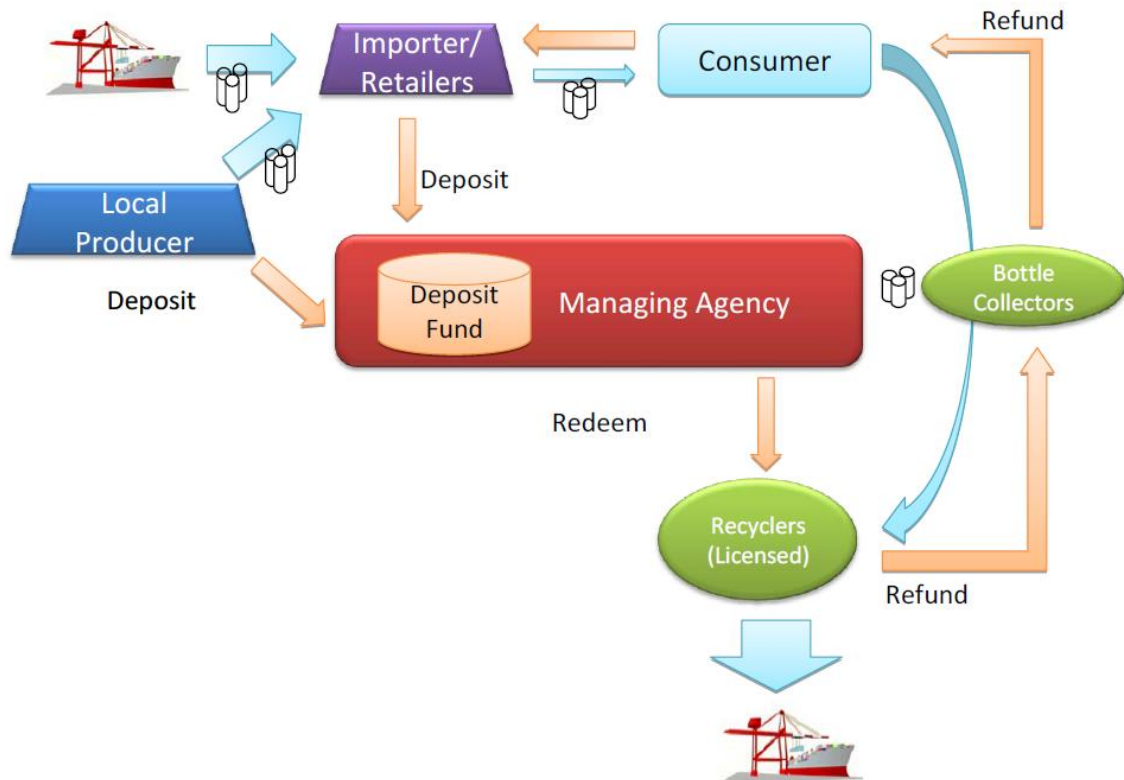 Refund
Importer/
Retailers
Consumer
Deposit
Local
Producer
Deposit
Deposit
Fund
Managing Agency
Bottle
Collectors
Redeem
Recyclers
(Licensed)
Refund